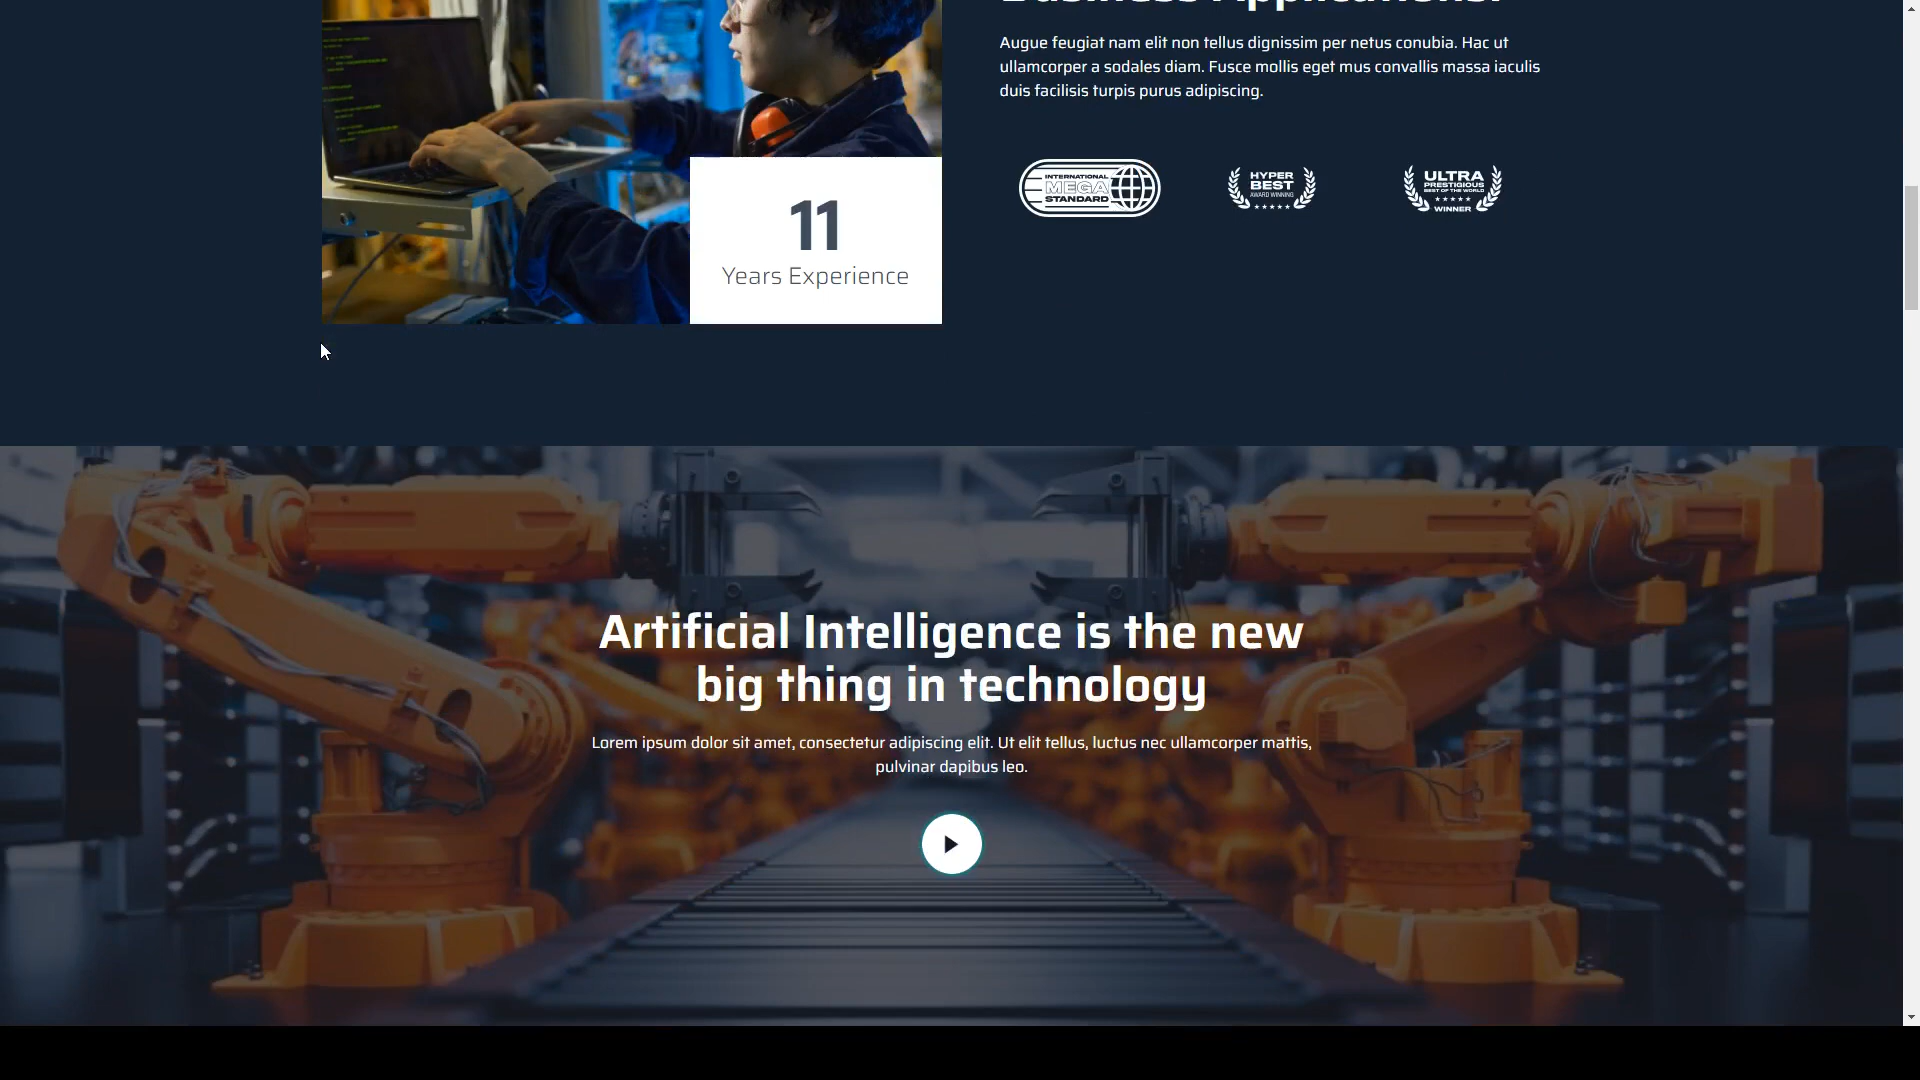 Business Applications.
Augue feugiat nam elit non tellus dignissim per netus conubia. Hac ut
ullamcorper a sodales diam. Fusce mollis eget mus convallis massa iaculis
duis facilisis turpis purus adipiscing.
INTERNATIONAL
MEGA
STANDARD
HYPER
BEST
AWARD WINNING
ULTRA
PRESTIGIOUS
BEST OF THE WORLD
WINNER
11
Years Experience
Artificial Intelligence is the new
big thing in technology
Lorem ipsum dolor sit amet, consectetur adipiscing elit. Ut elit tellus, luctus nec ullamcorper mattis,
pulvinar dapibus leo.